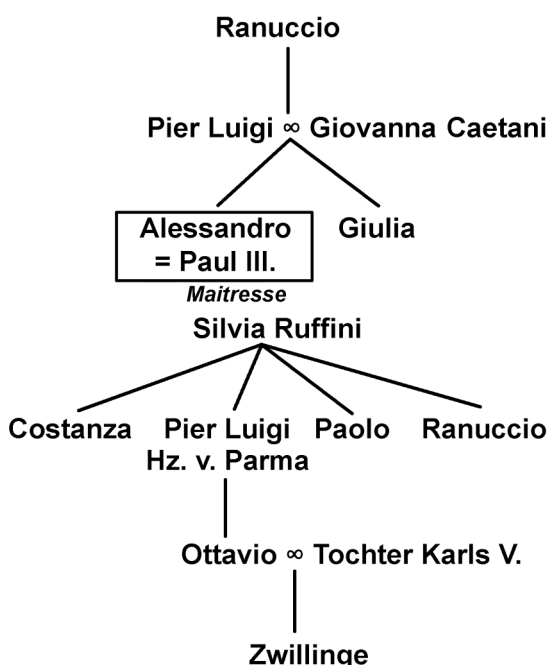 Ranuccio
Pier Luigi ∞ Giovanna Caetani
Alessandro Giulia
= Paul III.
Maitresse
Silvia Ruffini
Costanza Pier Luigi Paolo Ranuccio
Hz. v. Parma
Ottavio ∞ Tochter Karls V.
Zwillinge